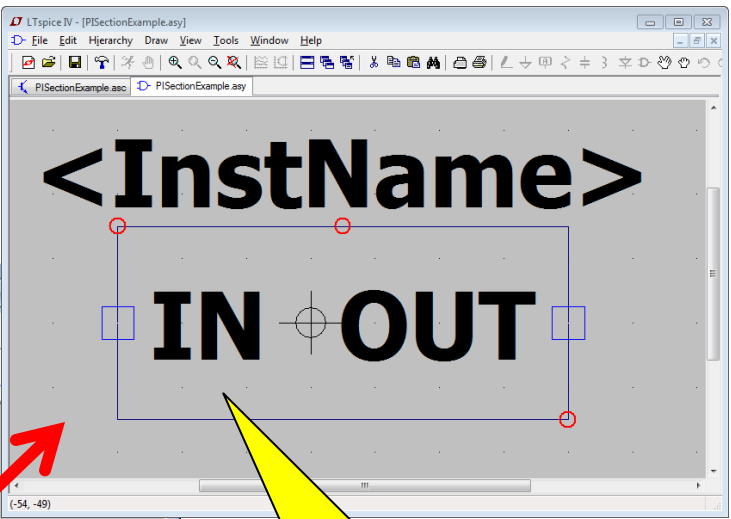 LTspice IV - [PISectionExample.asy]
File Edit Hierarchy Draw View Tools Window Help
PISectionExample.asc PISectionExample.asy
<InstName>
IN OUT
(-54, -49)